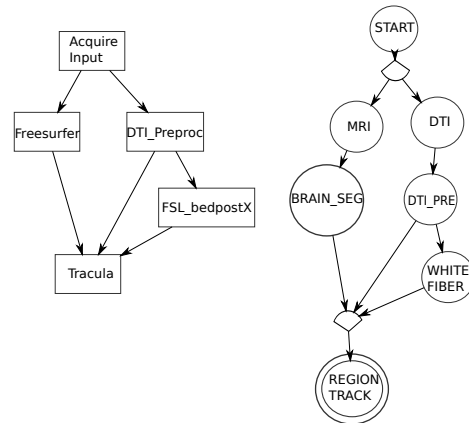 Acquire
Input
Freesurfer
DTI_Preproc
FSL_bedpostX
Tracula
START
MRI
DTI
BRAIN_SEG
DTI_PRE
WHITE
FIBER
REGION
TRACK